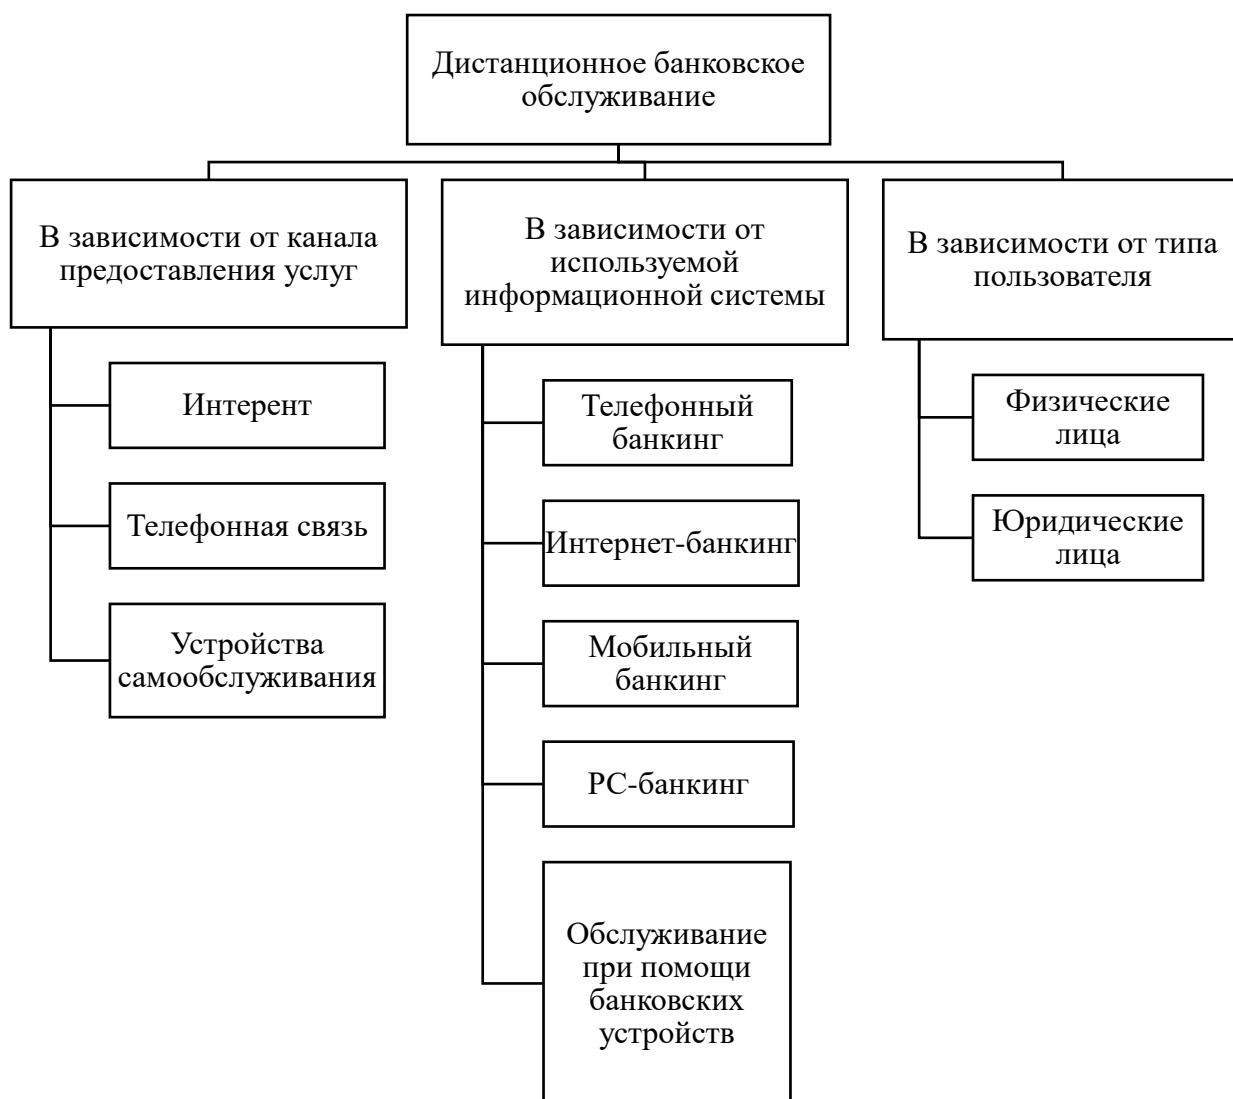 Дистанционное банковское
обслуживание
В зависимости от канала
предоставления услуг
Интерент
Телефонная связь
Устройства
самообслуживания
В зависимости от
используемой
информационной системы
Телефонный
банкинг
Интернет-банкинг
Мобильный
банкинг
РС-банкинг
Обслуживание
при помощи
банковских
устройств
В зависимости от типа
пользователя
Физические
лица
Юридические
лица